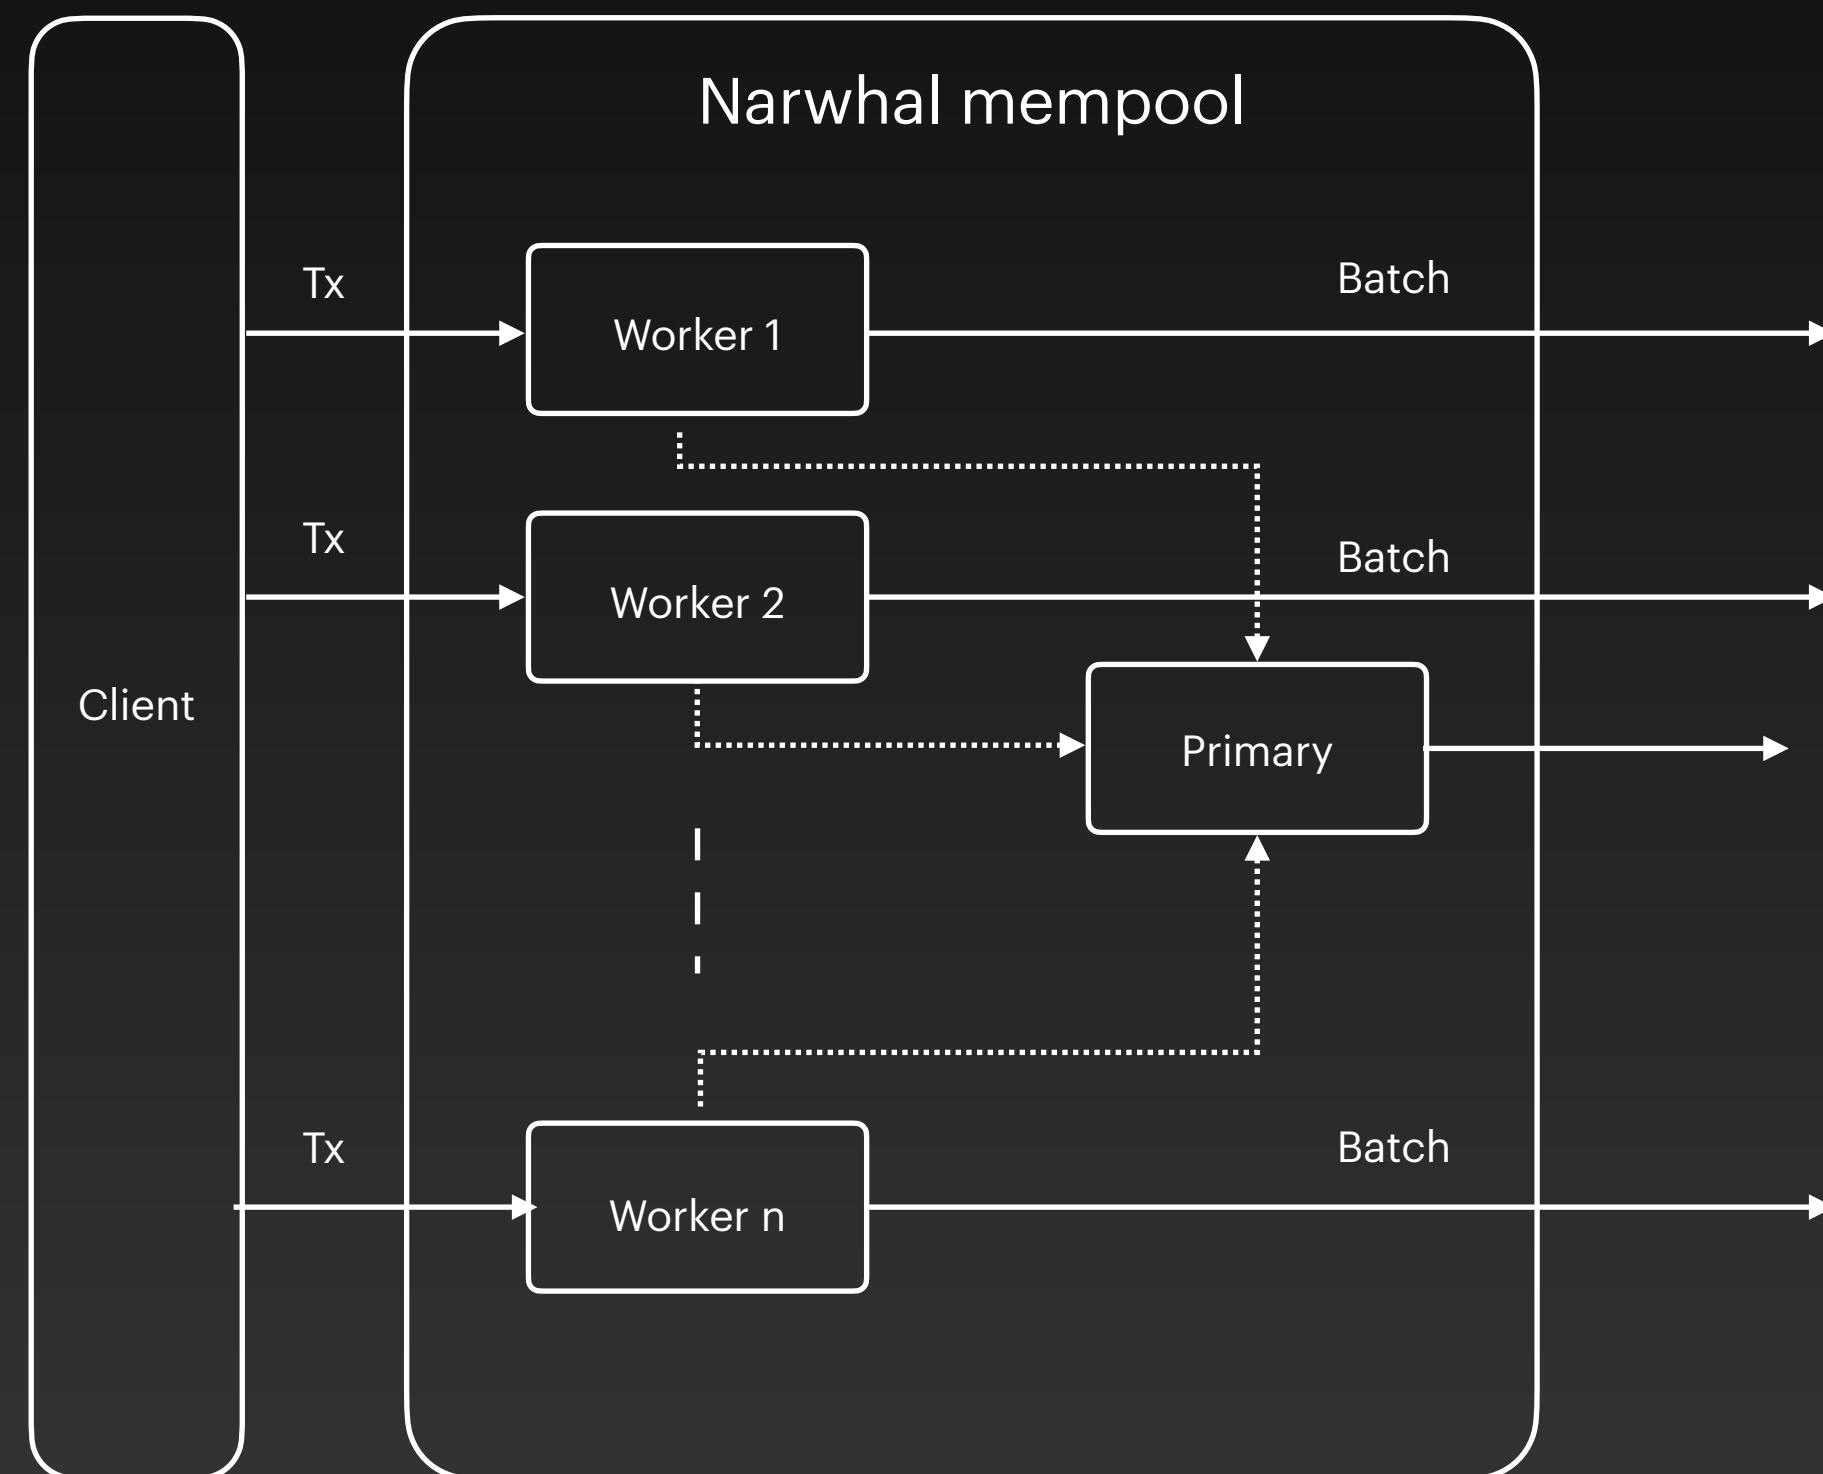 Narwhal mempool
Tx
Worker 1
Batch
Tx
Worker 2
Batch
Client
Primary
Tx
Worker n
Batch